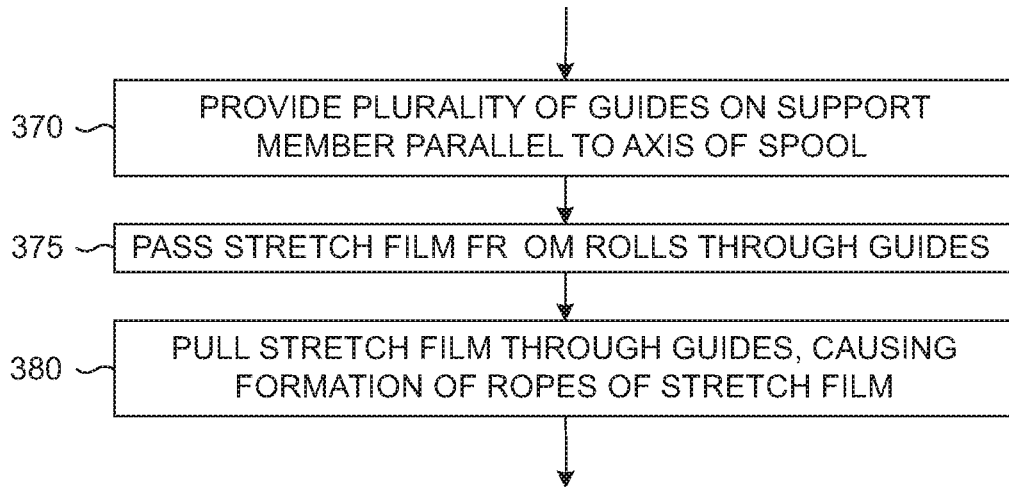 370
PROVIDE PLURALITY OF GUIDES ON SUPPORT
MEMBER PARALLEL TO AXIS OF SPOOL
375
PASS STRETCH FILM FR OM ROLLS THROUGH GUIDES
380
PULL STRETCH FILM THROUGH GUIDES, CAUSING
FORMATION OF ROPES OF STRETCH FILM